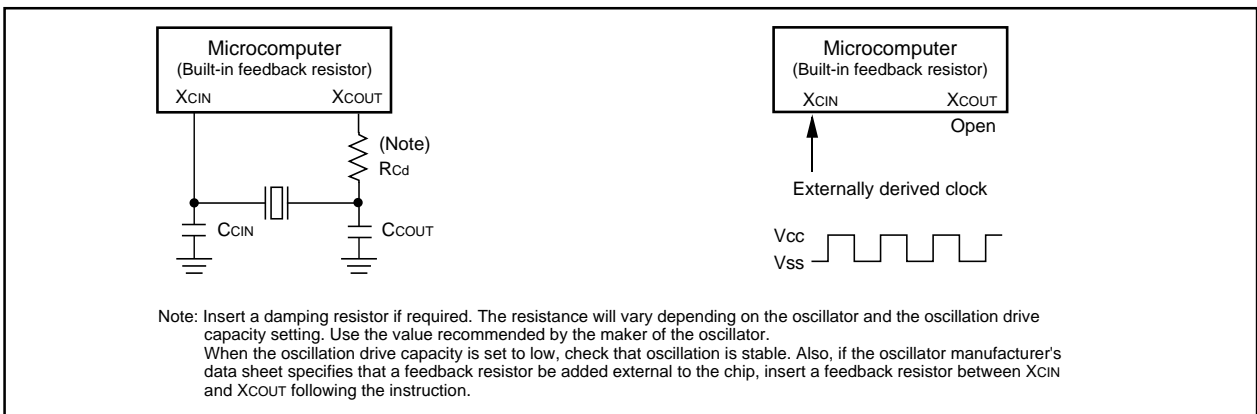 Microcomputer
(Built-in feedback resistor)
XCIN XCOUT
(Note)
RCd
CCIN CCOUT
Microcomputer
(Built-in feedback resistor)
XCIN XCOUT
Open
Externally derived clock
Vcc
Vss
Note: Insert a damping resistor if required. The resistance will vary depending on the oscillator and the oscillation drive
capacity setting. Use the value recommended by the maker of the oscillator.
When the oscillation drive capacity is set to low, check that oscillation is stable. Also, if the oscillator manufacturer's
data sheet specifies that a feedback resistor be added external to the chip, insert a feedback resistor between XCIN
and XCOUT following the instruction.